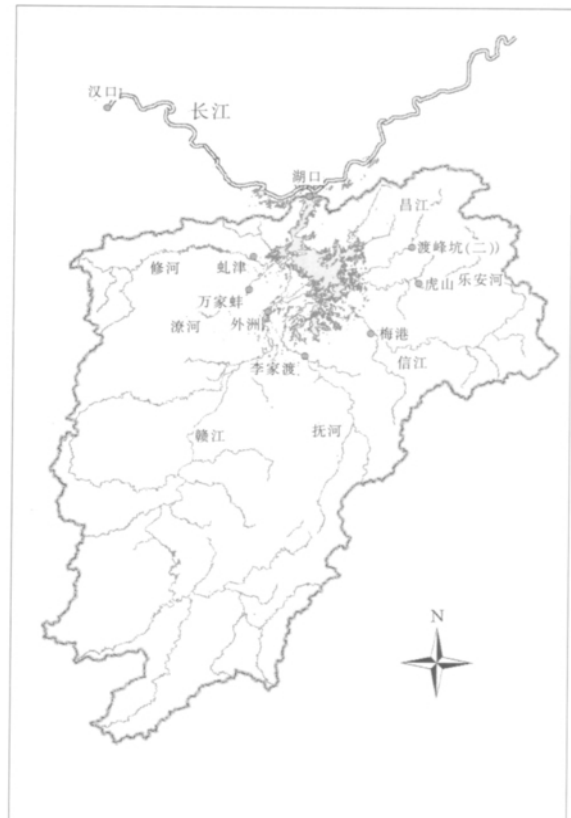 汉口
长江
湖口
昌江
渡峰坑(二))
修河
虬津
虎山
乐安河
万家蚌
潦河
外洲
梅港
信江
李家渡
赣江
抚河
N